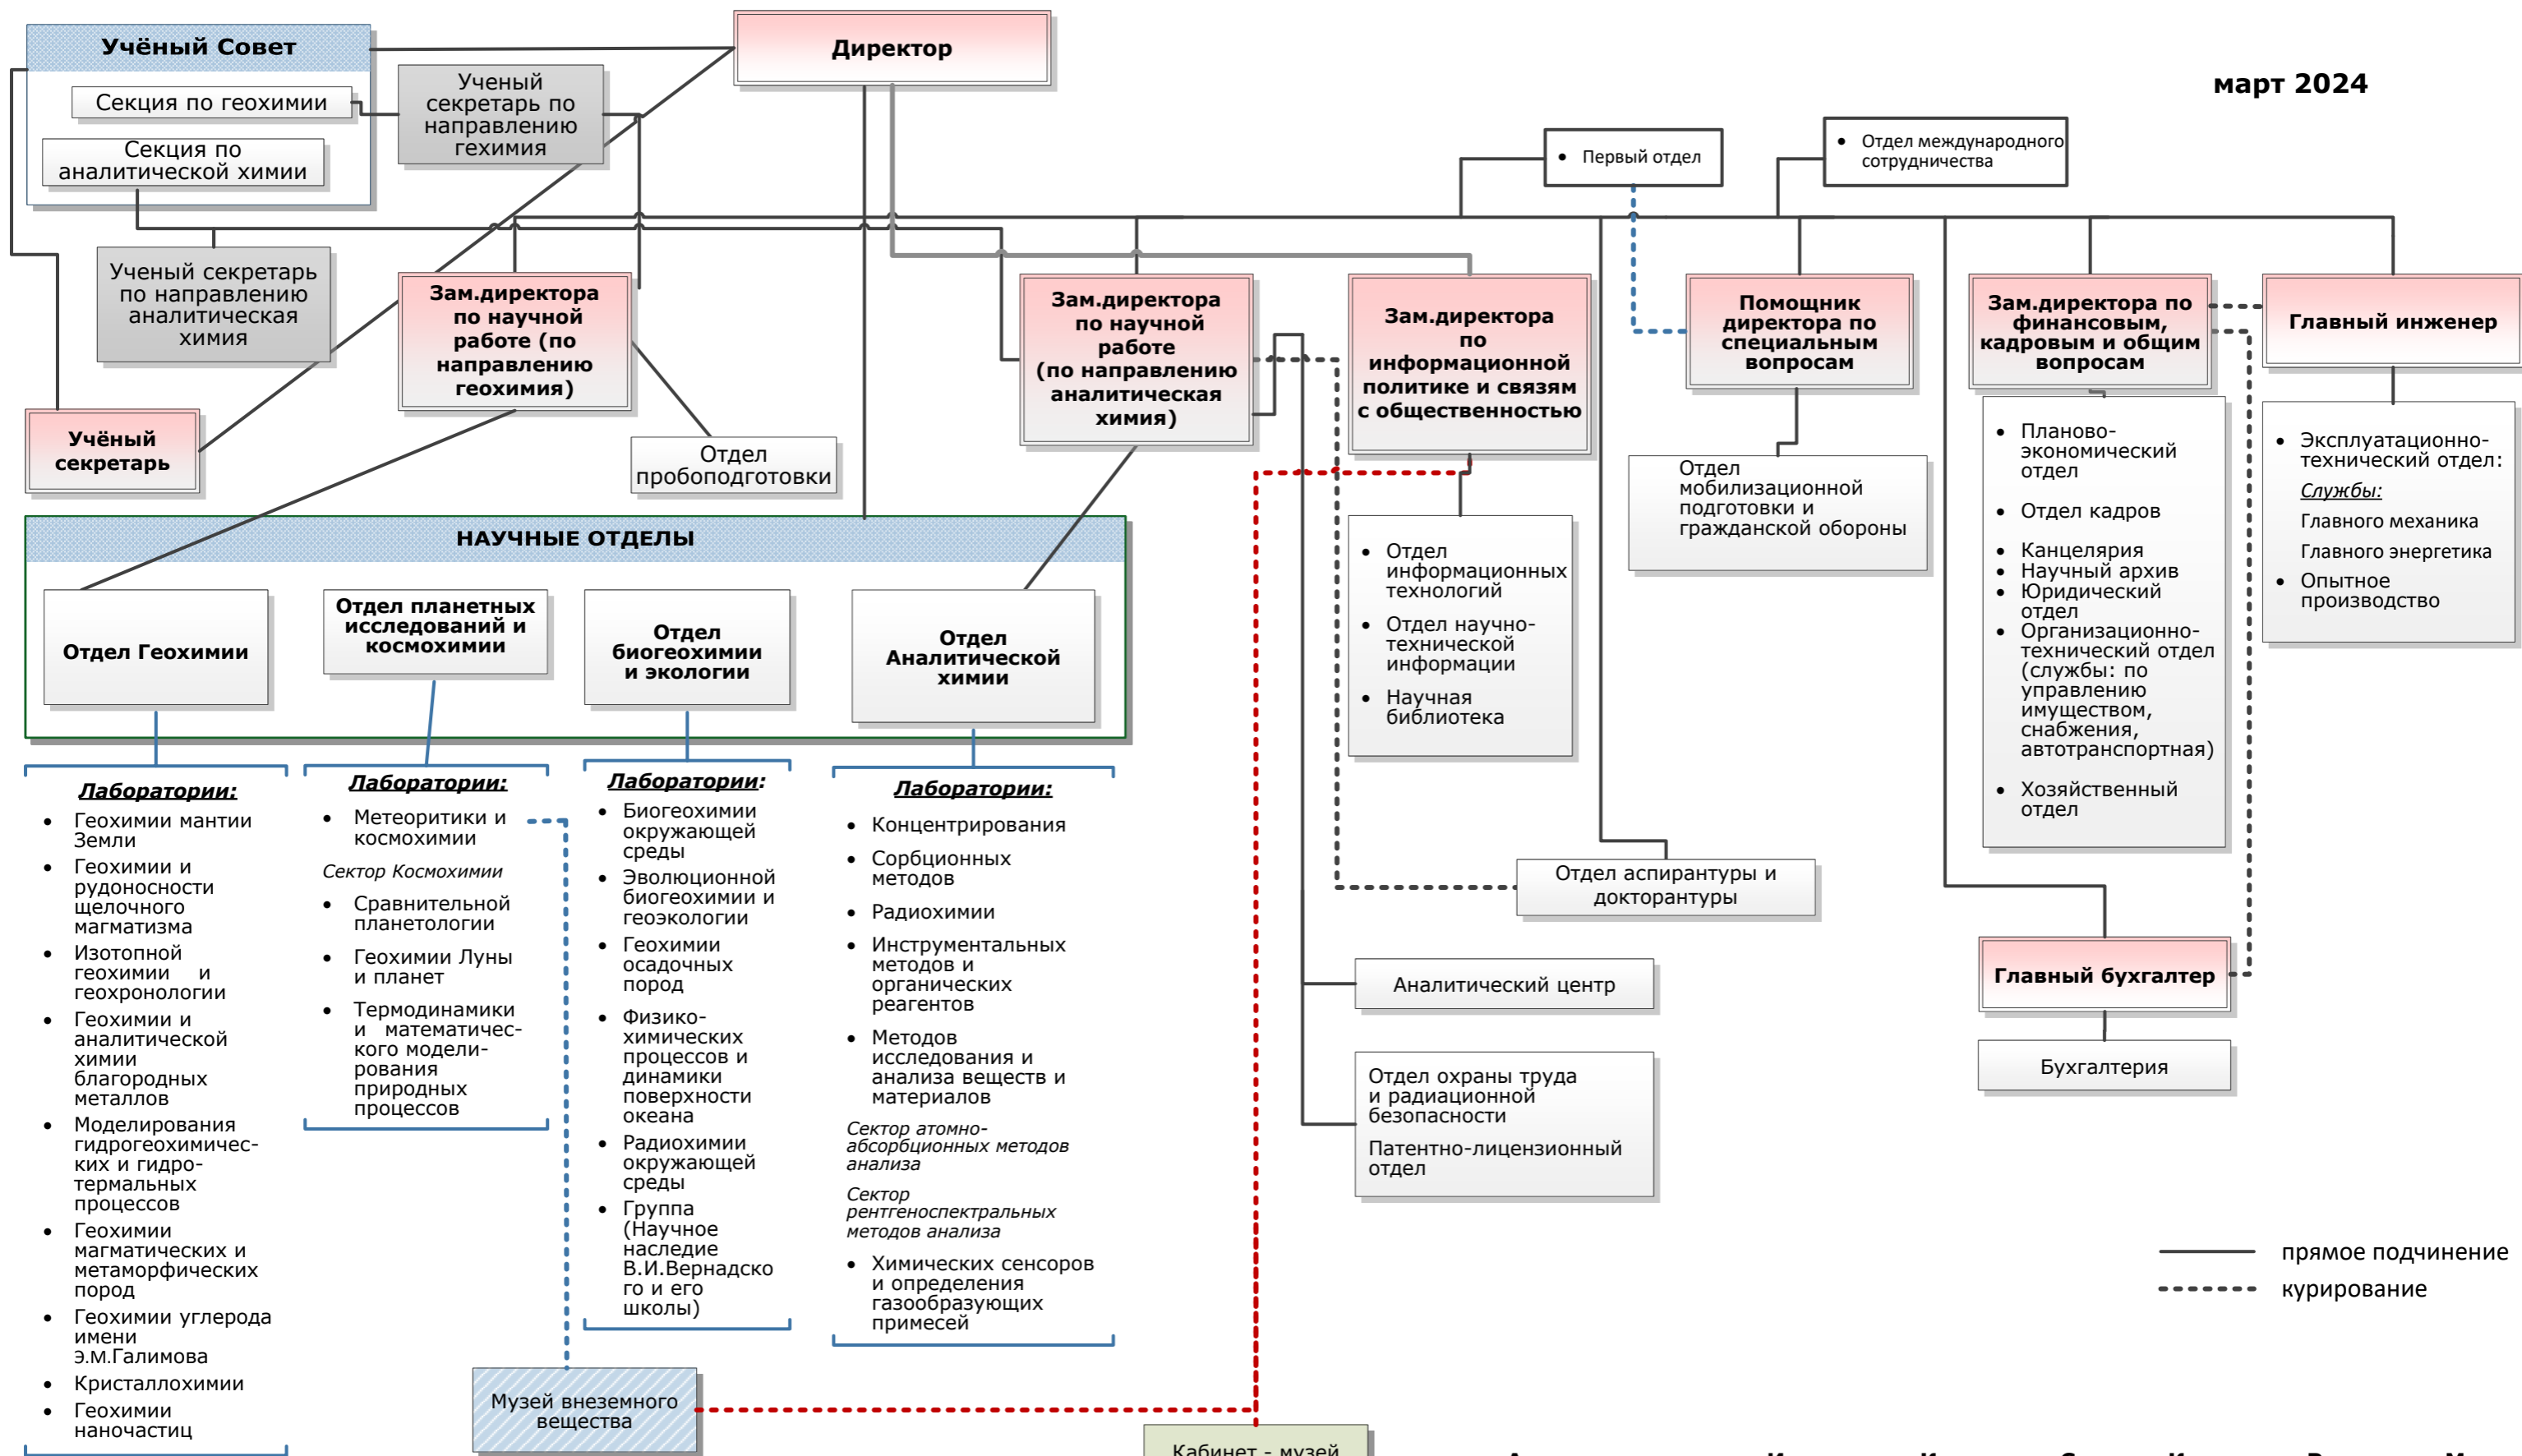 Учёный Совет
Секция по геохимии
Секция по
аналитической химии
Ученый
секретарь по
направлению
гехимия
Директор
март 2024
Первый отдел
Отдел международного
сотрудничества
Ученый секретарь
по направлению
аналитическая
химия
Учёный
секретарь
Зам.директора
по научной
работе (по
направлению
геохимия)
Отдел
пробоподготовки
Зам.директора
по научной
работе
(по направлению
аналитическая
химия)
Зам.директора
по
информационной
политике и связям
с общественностью
Помощник
директора по
специальным
вопросам
Зам.директора по
финансовым,
кадровым и общим
вопросам
Главный инженер
Отдел
мобилизационной
подготовки и
гражданской обороны
Планово-
экономический
отдел
Отдел кадров
Канцелярия
Научный архив
Юридический
отдел
Организационно-
технический отдел
(службы: по
управлению
имуществом,
снабжения,
автотранспортная)
Хозяйственный
отдел
Эксплуатационно-
технический отдел:
Службы:
Главного механика
Главного энергетика
Опытное
производство
НАУЧНЫЕ ОТДЕЛЫ
Отдел Геохимии
Отдел планетных
исследований и
космохимии
Отдел
биогеохимии
и экологии
Отдел
Аналитической
химии
Отдел
информационных
технологий
Отдел научно-
технической
информации
Научная
библиотека
Лаборатории:
Геохимии мантии
Земли
Геохимии и
рудоносности
щелочного
магматизма
Изотопной
геохимии и
геохронологии
Геохимии и
аналитической
химии
благородных
металлов
Моделирования
гидрогеохимичес-
ких и гидро-
термальных
процессов
Геохимии
магматических и
метаморфических
пород
Геохимии углерода
имени
Э.М.Галимова
Кристаллохимии
Геохимии
наночастиц
Лаборатории:
Метеоритики и
космохимии
Сектор Космохимии
Сравнительной
планетологии
Геохимии Луны
и планет
Термодинамики
и математичес-
кого модели-
рования
природных
процессов
Лаборатории:
Биогеохимии
окружающей
среды
Эволюционной
биогеохимии и
геоэкологии
Геохимии
осадочных
пород
Физико-
химических
процессов и
динамики
поверхности
океана
Радиохимии
окружающей
среды
Группа
(Научное
наследие
В.И.Вернадско
го и его
школы)
Лаборатории:
Концентрирования
Сорбционных
методов
Радиохимии
Инструментальных
методов и
органических
реагентов
Методов
исследования и
анализа веществ и
материалов
Сектор атомно-
абсорбционных методов
анализа
Сектор
рентгеноспектральных
методов анализа
Химических сенсоров
и определения
газообразующих
примесей
Отдел аспирантуры и
докторантуры
Аналитический центр
Отдел охраны труда
и радиационной
безопасности
Патентно-лицензионный
отдел
Главный бухгалтер
Бухгалтерия
прямое подчинение
курирование
Музей внеземного
вещества
Кабинет - музей